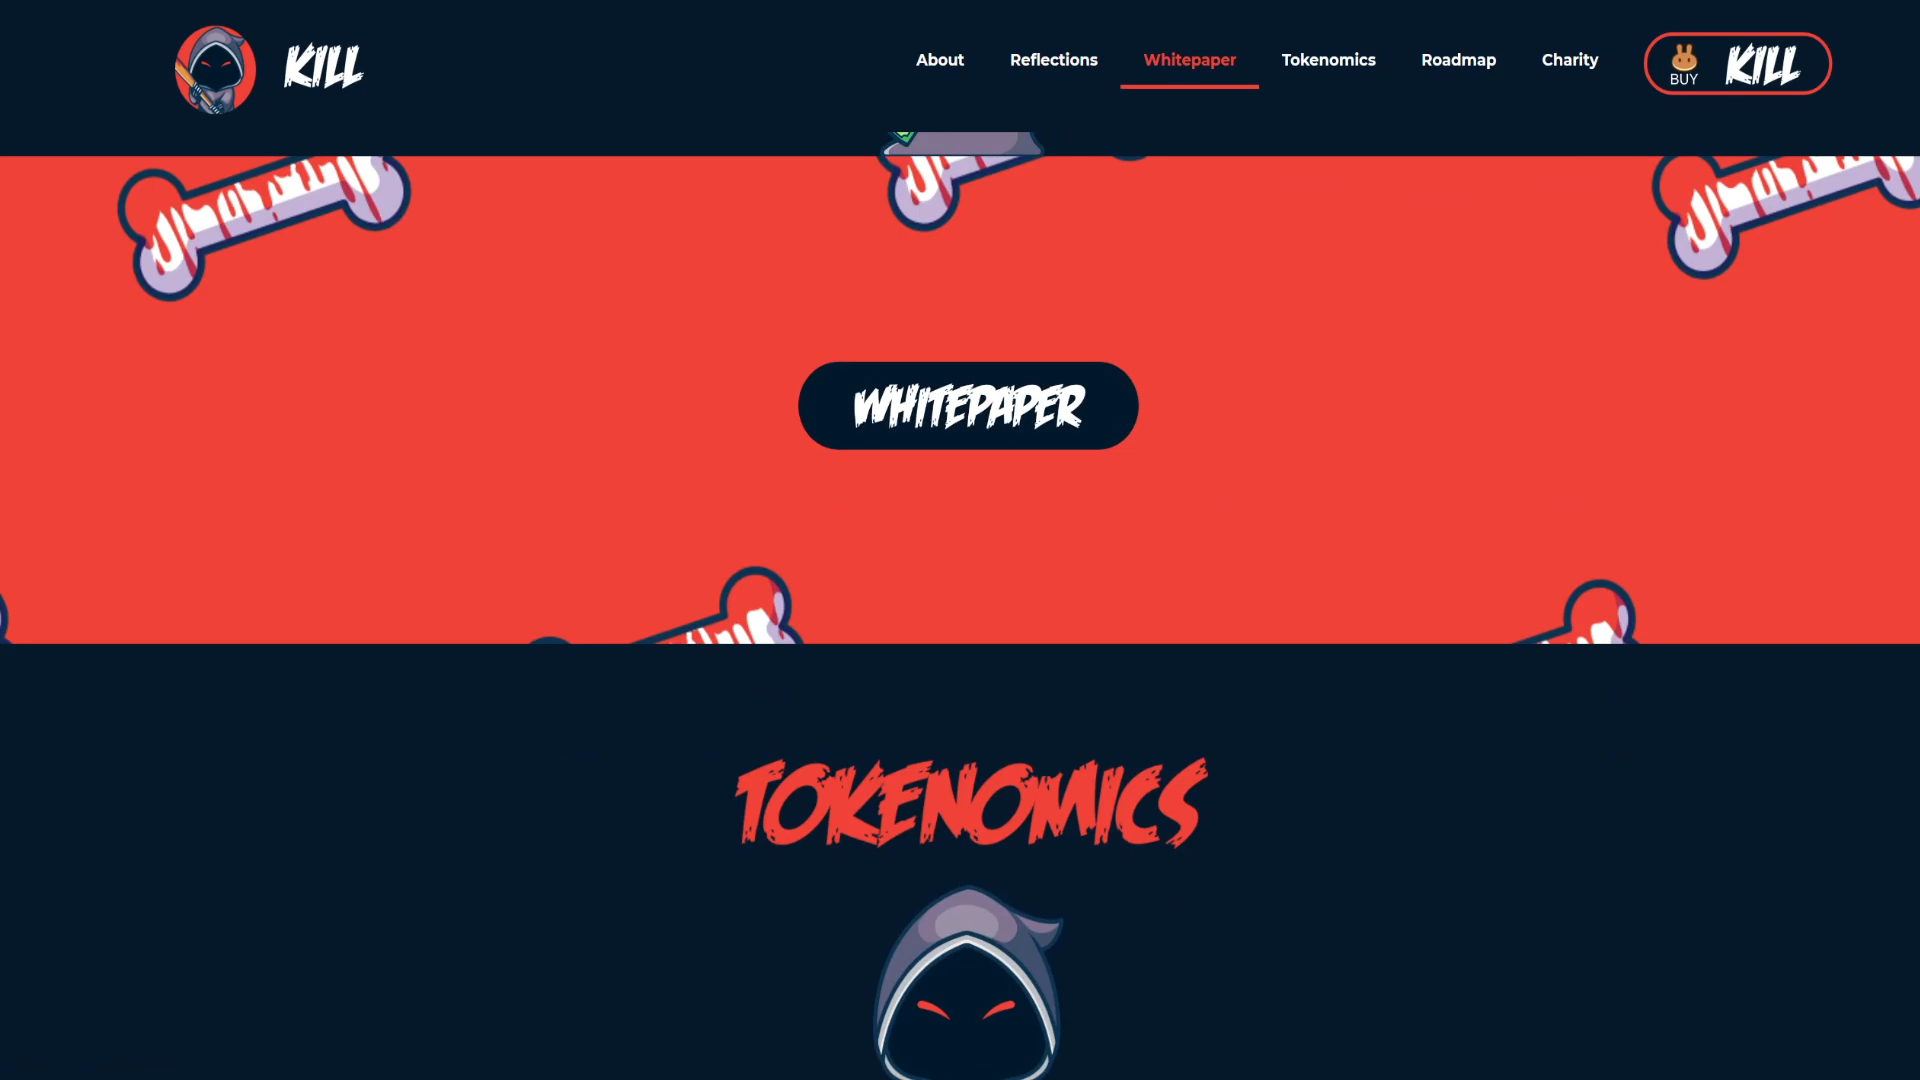 KILL
About
Reflections
Whitepaper
Tokenomics
Roadmap
Charity
BUY
KILL
WHITEPAPER
TOKENOMICS